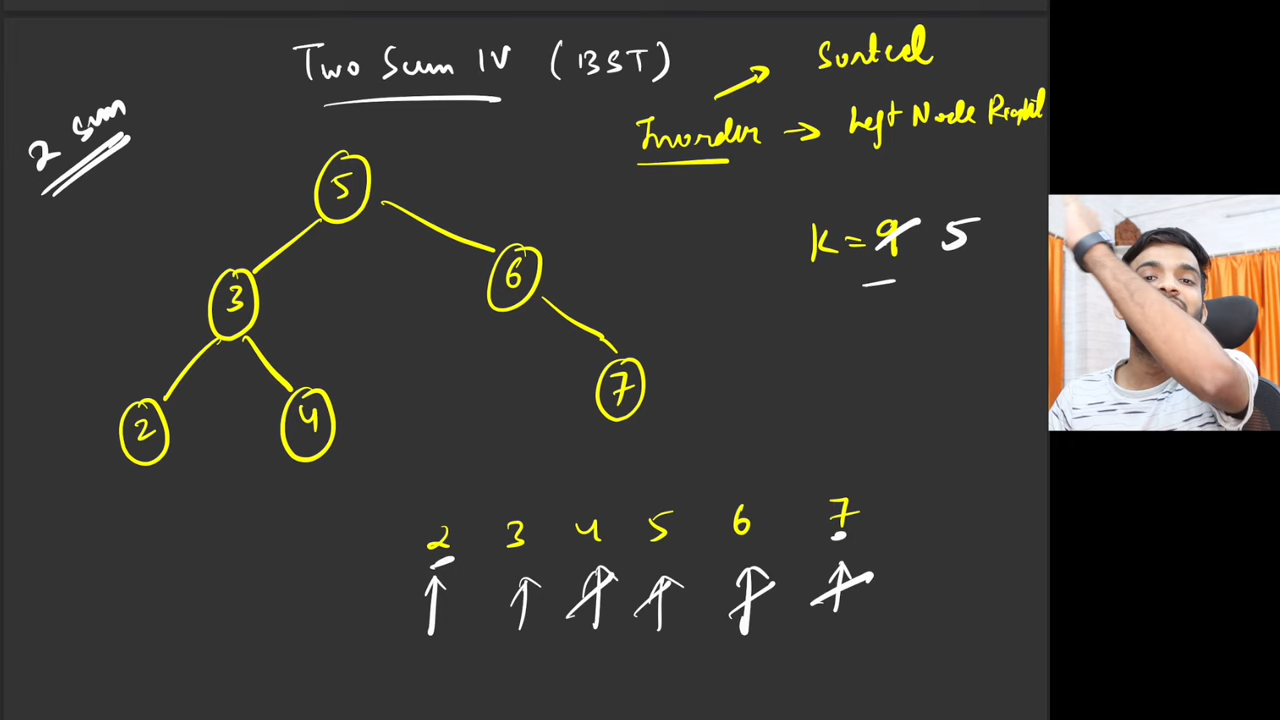 Two Sum IV (BST)
Sorted
2 sum
Inorder → Left Node Right
K = 9 5
5
3
6
2
4
7
2 3 4 5 6 7